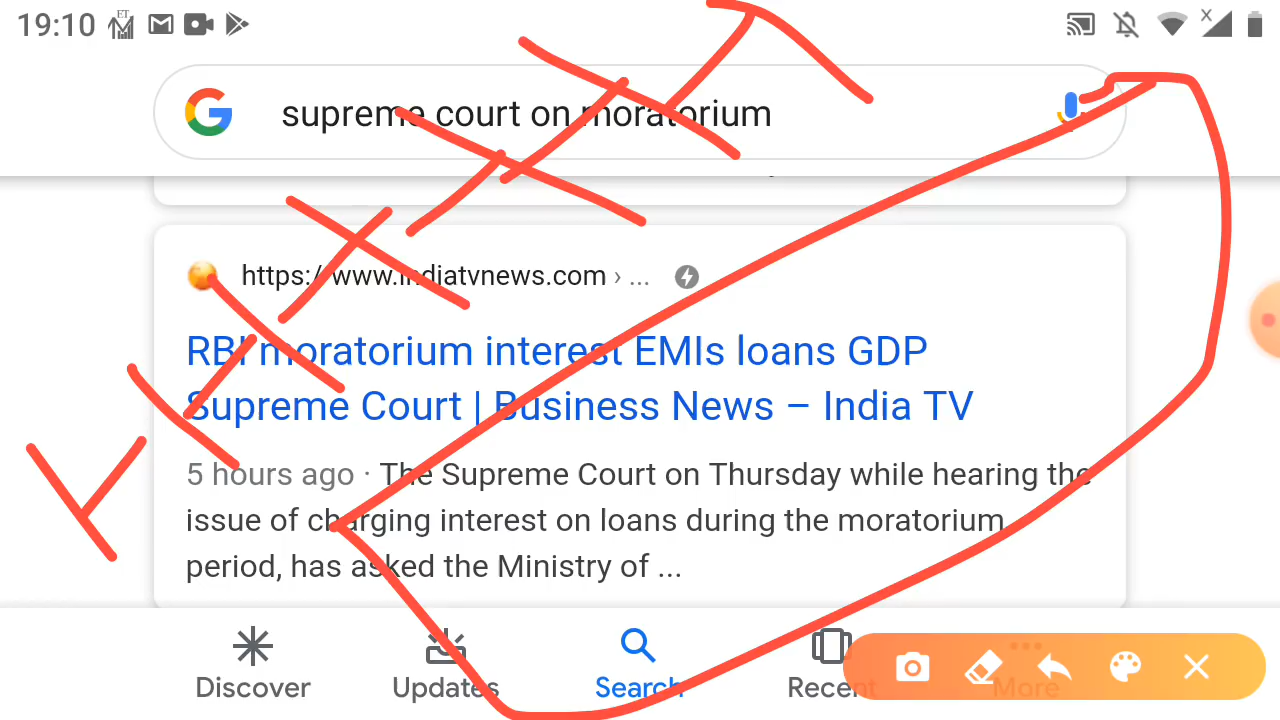 19:10
supreme court on moratorium
https://www.indiatvnews.com › ...
RBI moratorium interest EMIs loans GDP
Supreme Court | Business News – India TV
5 hours ago · The Supreme Court on Thursday while hearing the
issue of charging interest on loans during the moratorium
period, has asked the Ministry of ...
Discover Updates Search Recent More